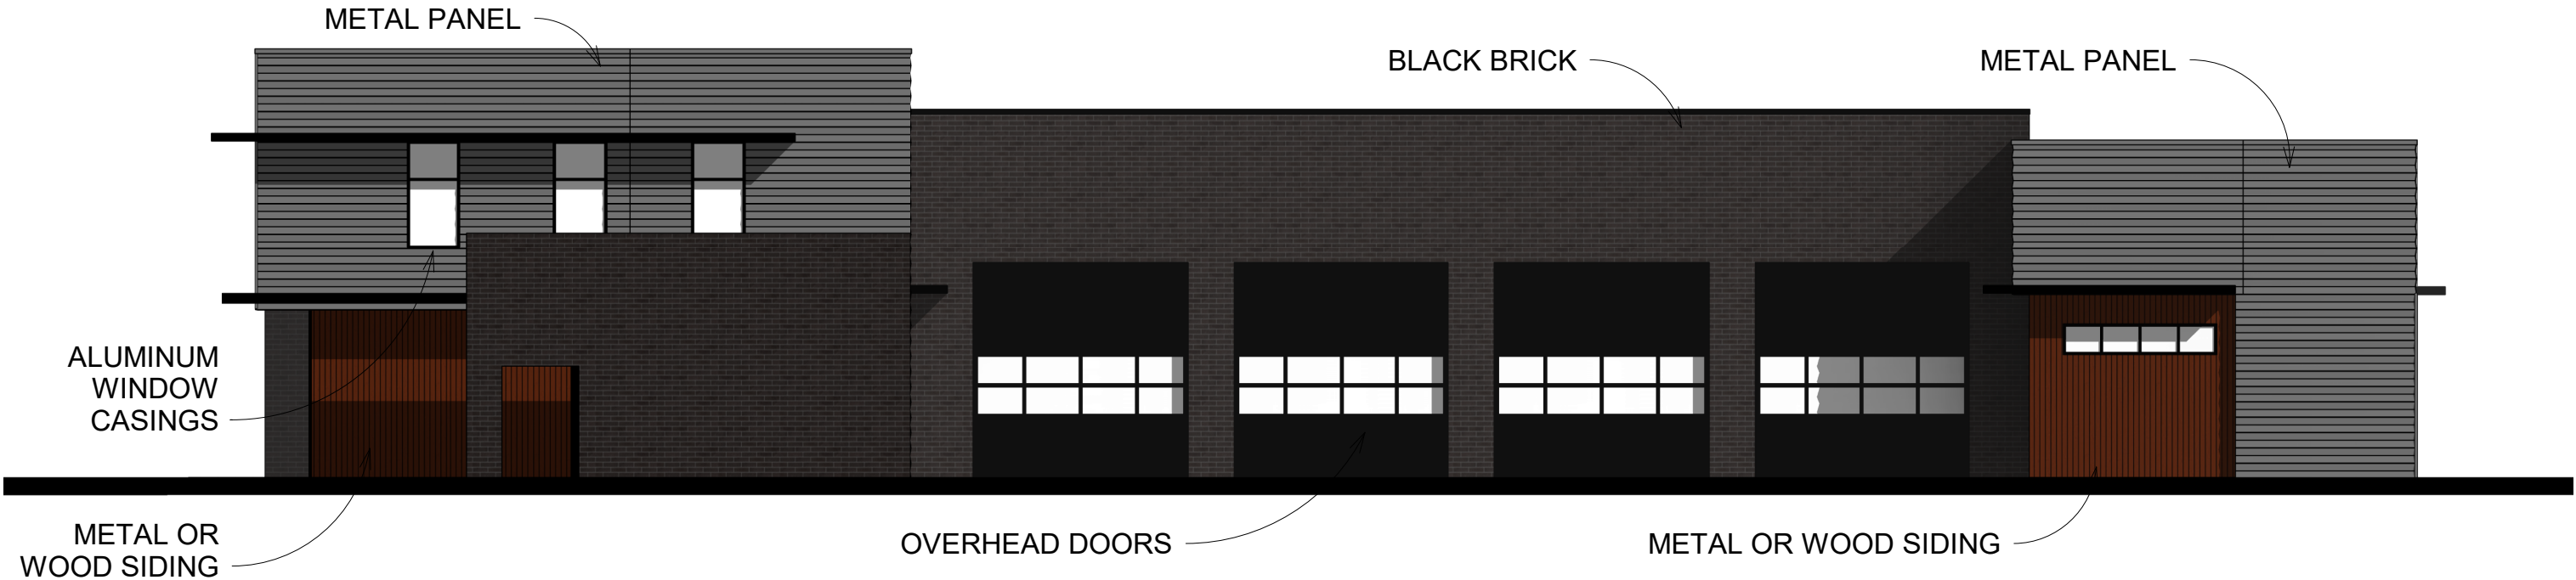 METAL PANEL
BLACK BRICK
METAL PANEL
ALUMINUM
WINDOW
CASINGS
METAL OR
WOOD SIDING
OVERHEAD DOORS
METAL OR WOOD SIDING